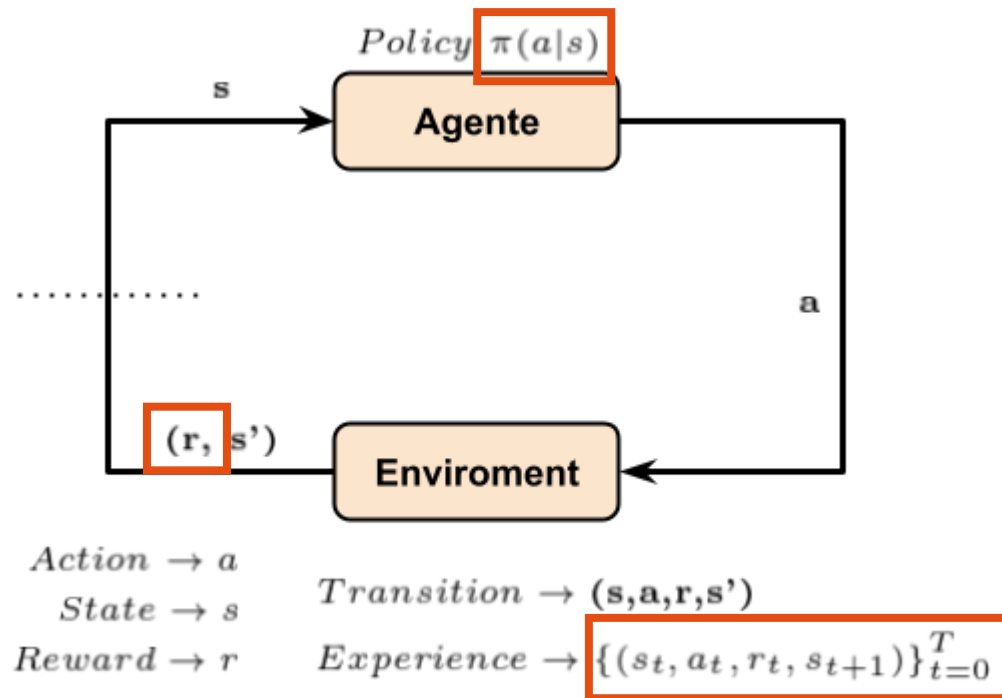 Policy π(a|s)
s
Agente
............
a
(r, s')
Enviroment
Action → a
State → s
Reward → r
Transition → (s,a,r,s')
Experience → {(s_t, a_t, r_t, s_{t+1})}_{t=0}^T